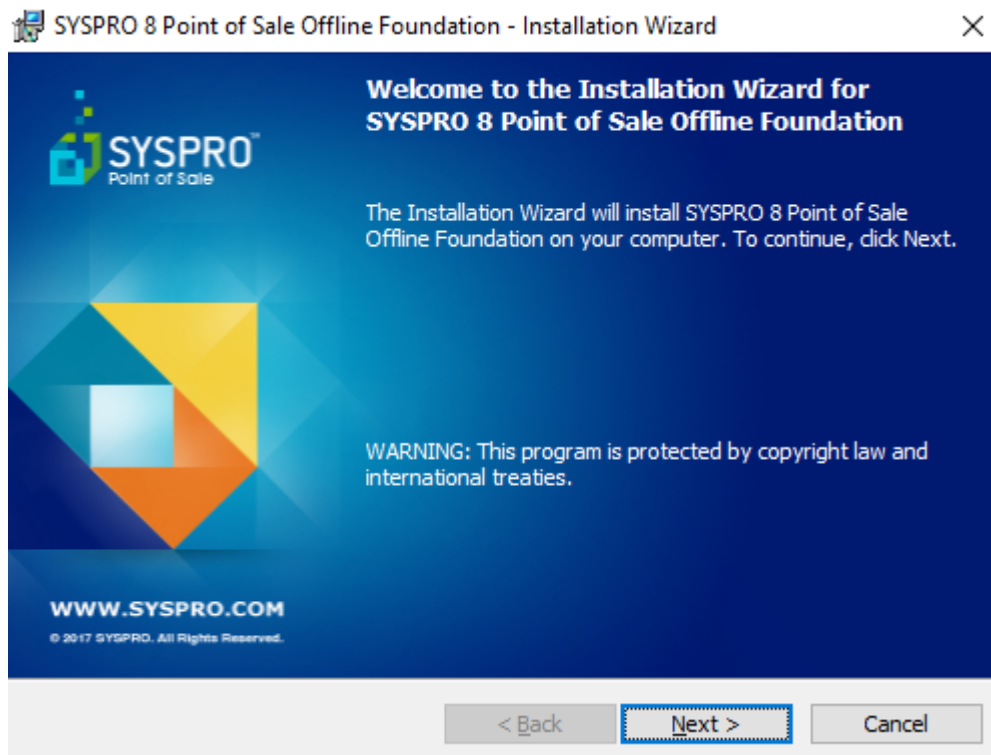 SYSPRO 8 Point of Sale Offline Foundation - Installation Wizard
Welcome to the Installation Wizard for
SYSPRO 8 Point of Sale Offline Foundation
SYSPRO™
Point of Sale
The Installation Wizard will install SYSPRO 8 Point of Sale
Offline Foundation on your computer. To continue, click Next.
WARNING: This program is protected by copyright law and
international treaties.
WWW.SYSPRO.COM
© 2017 SYSPRO. All Rights Reserved.
< Back
Next >
Cancel